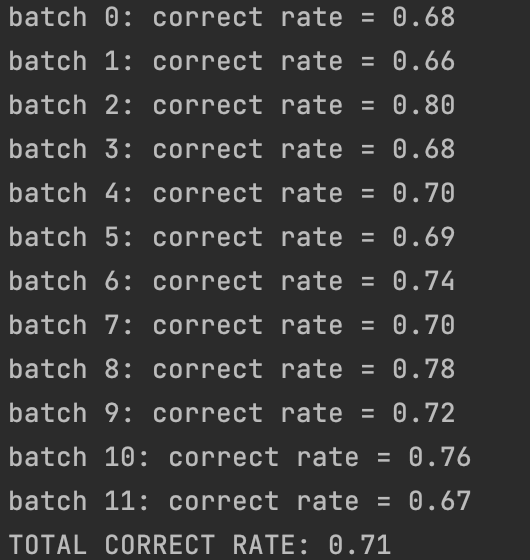 batch 0: correct rate = 0.68
batch 1: correct rate = 0.66
batch 2: correct rate = 0.80
batch 3: correct rate = 0.68
batch 4: correct rate = 0.70
batch 5: correct rate = 0.69
batch 6: correct rate = 0.74
batch 7: correct rate = 0.70
batch 8: correct rate = 0.78
batch 9: correct rate = 0.72
batch 10: correct rate = 0.76
batch 11: correct rate = 0.67
TOTAL CORRECT RATE: 0.71